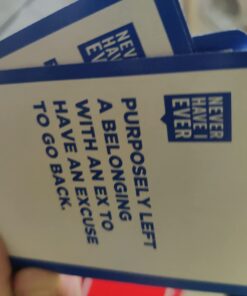 NEVER
HAVE I
EVER
NEVER
HAVE I
EVER
PURPOSELY LEFT
A BELONGING
WITH AN EX TO
HAVE AN EXCUSE
TO GO BACK.